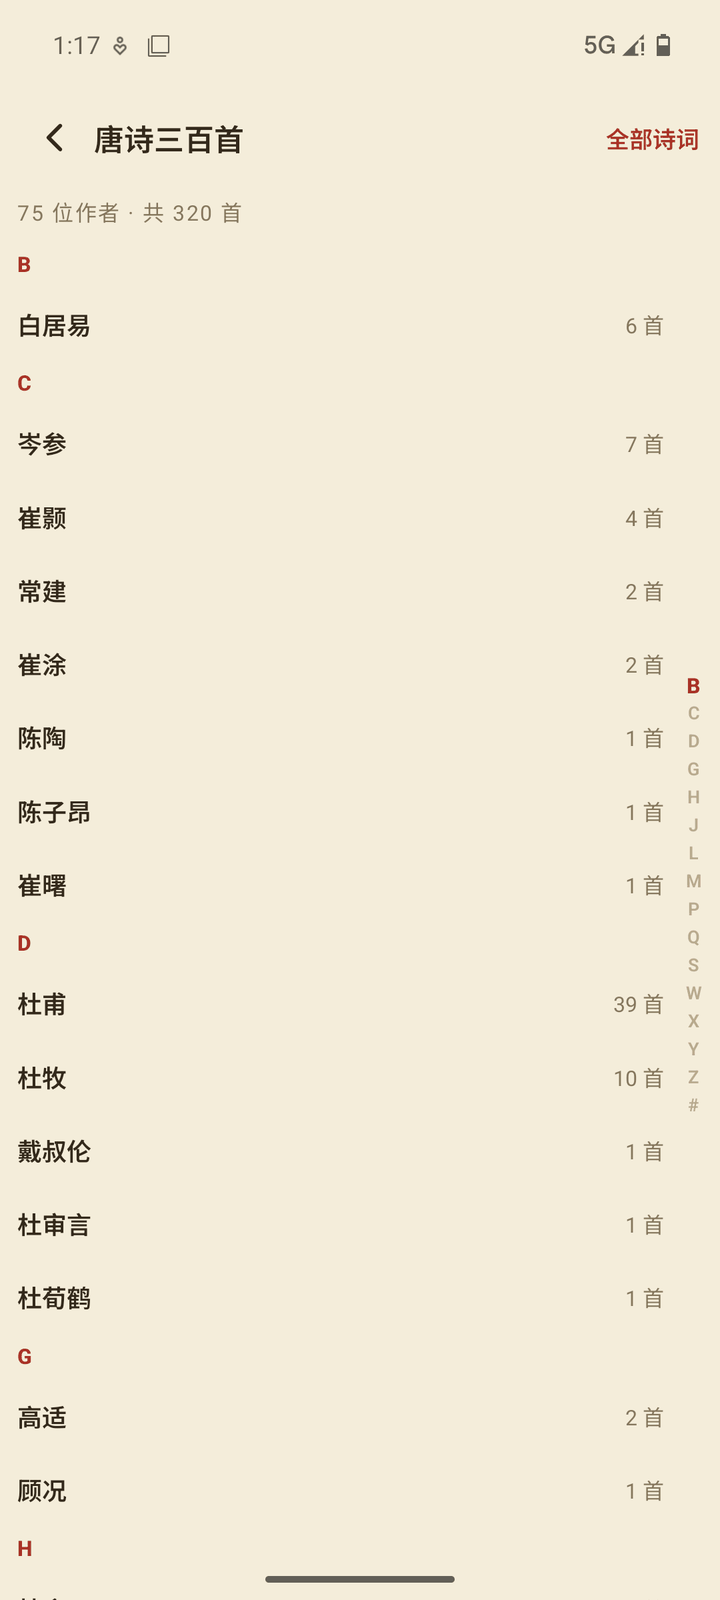 1:17 5G
唐诗三百首 全部诗词
75 位作者 · 共 320 首
B
白居易 6 首
C
岑参 7 首
崔颢 4 首
常建 2 首
崔涂 2 首
陈陶 1 首
陈子昂 1 首
崔曙 1 首
D
杜甫 39 首
杜牧 10 首
戴叔伦 1 首
杜审言 1 首
杜荀鹤 1 首
G
高适 2 首
顾况 1 首
H
B
C
D
G
H
J
L
M
P
Q
S
W
X
Y
Z
#